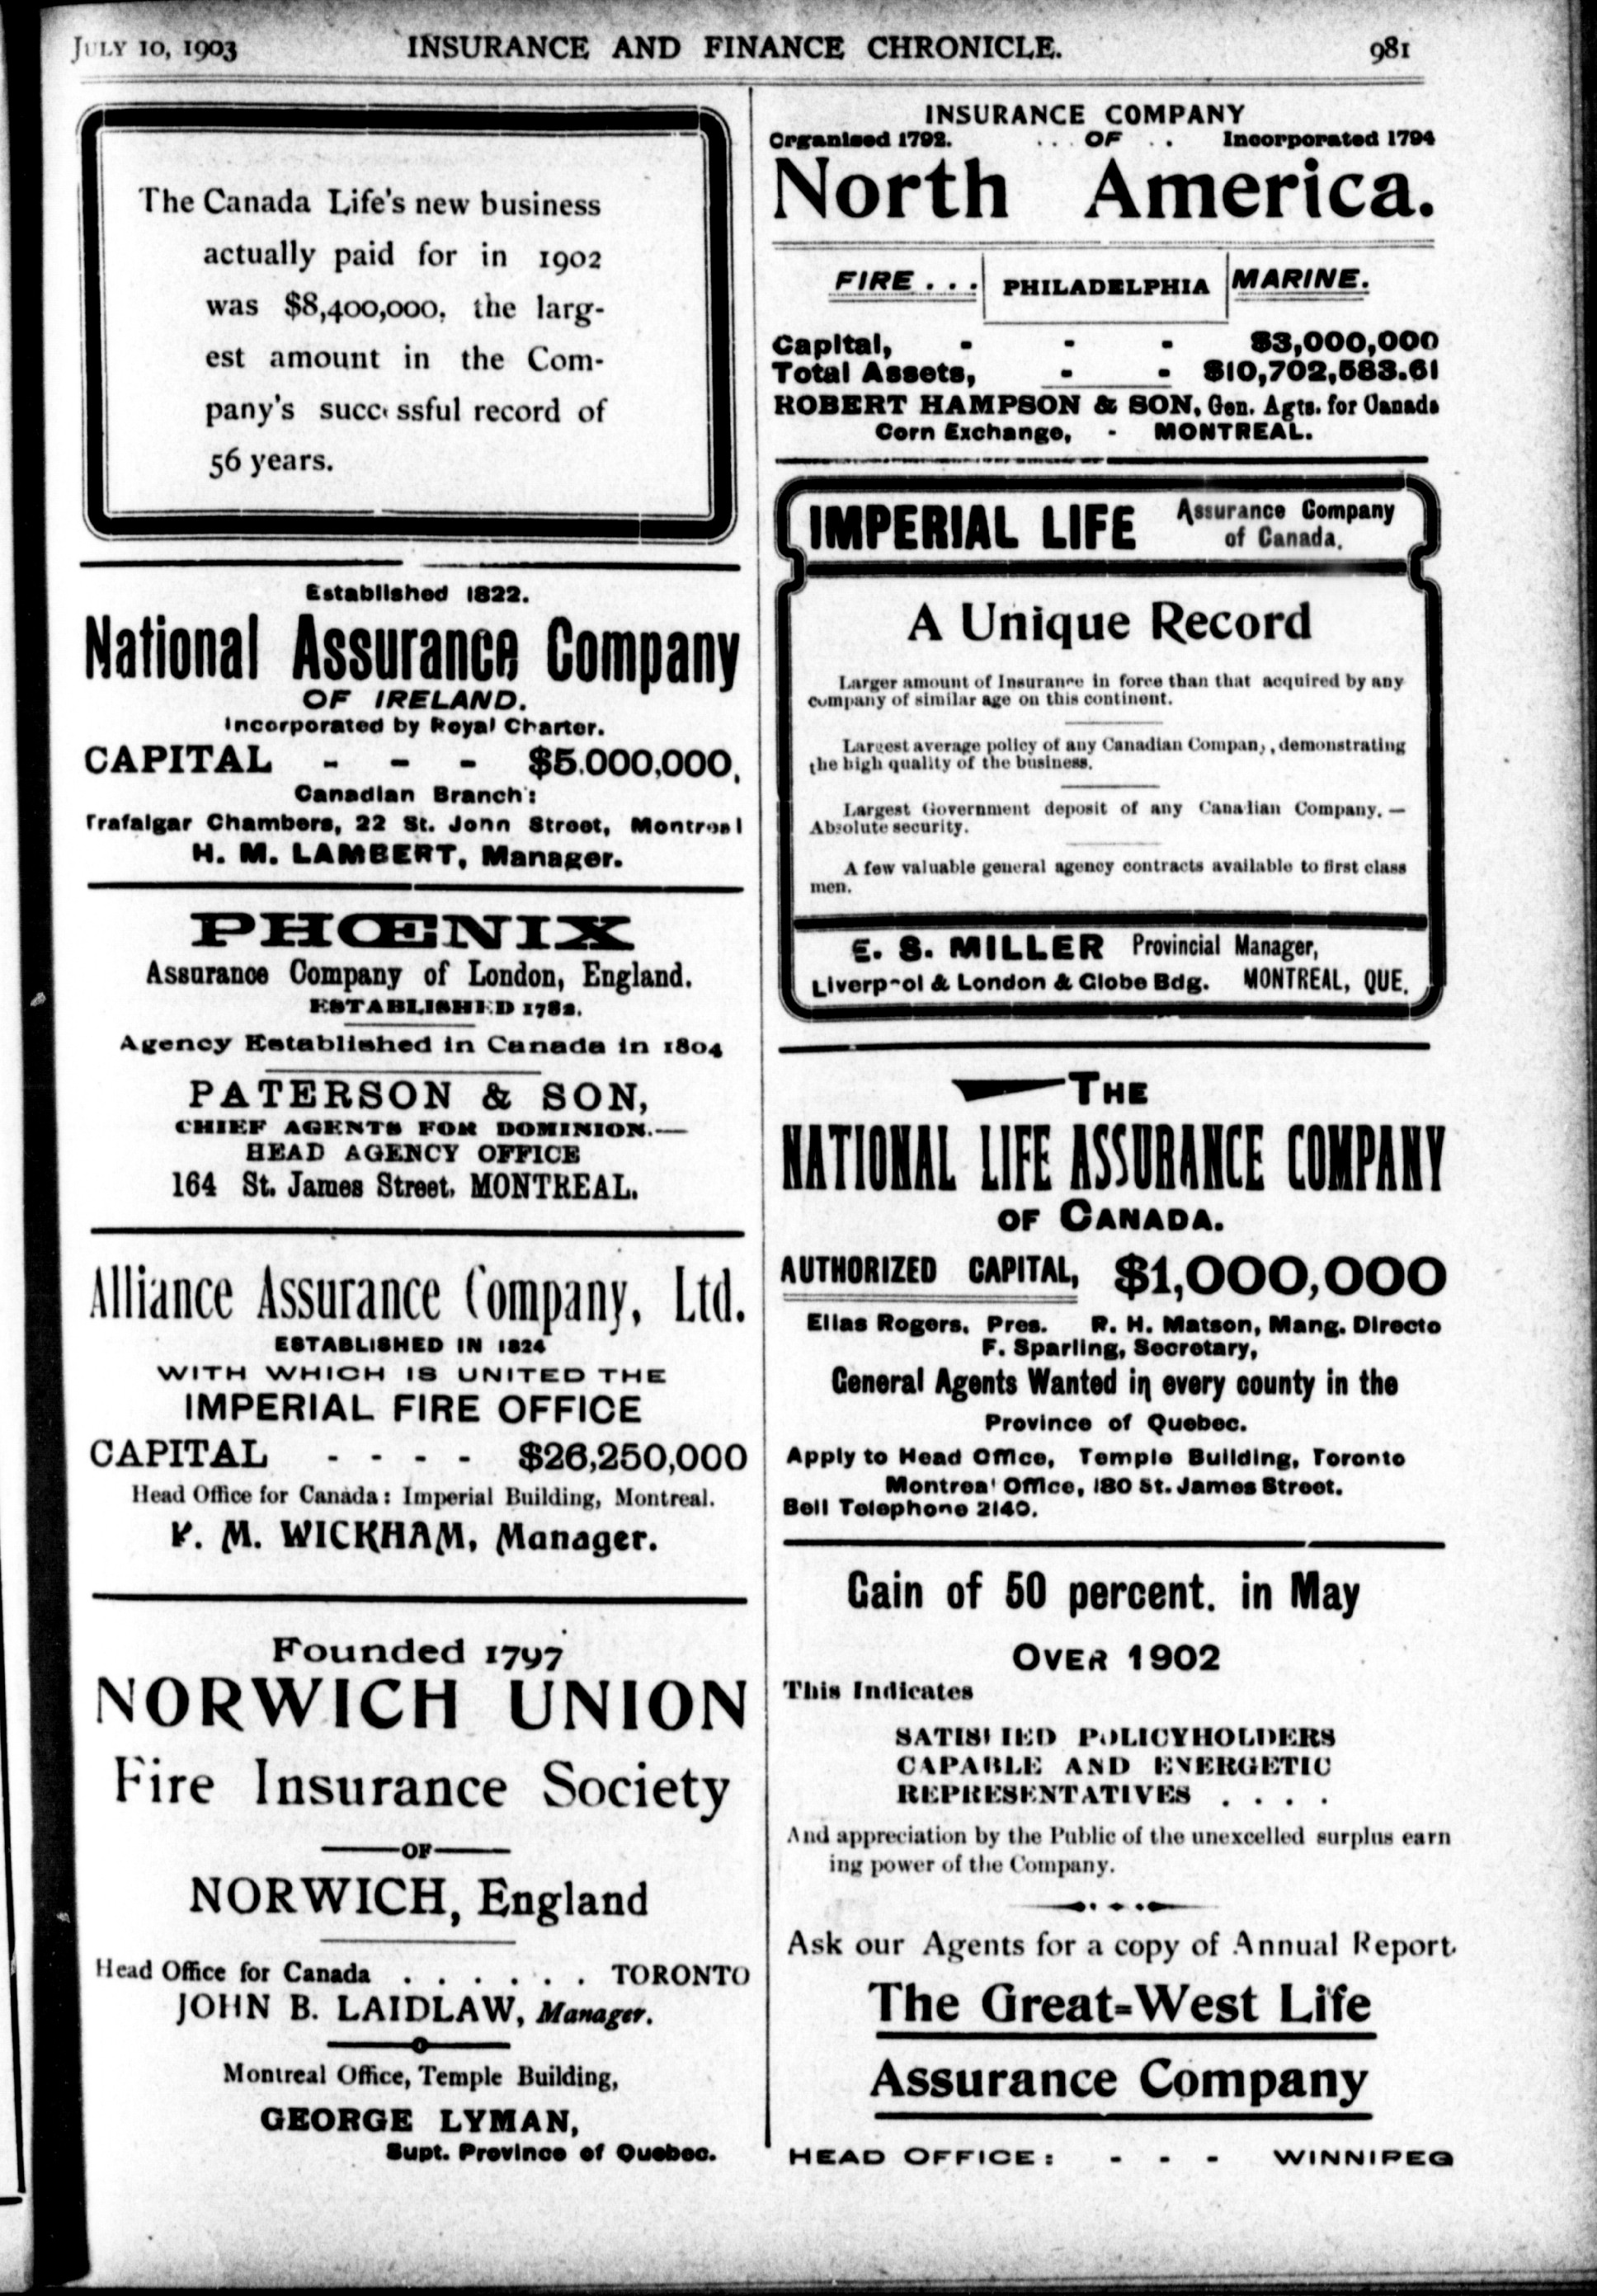 JULY 10, 1903 INSURANCE AND FINANCE CHRONICLE. 981
The Canada Life's new business
actually paid for in 1902
was $8,400,000, the larg-
est amount in the Com-
pany's successful record of
56 years.
Established 1822.
National Assurance Company
OF IRELAND.
Incorporated by Royal Charter.
CAPITAL - - - $5,000,000,
Canadian Branch:
Trafalgar Chambers, 22 St. John Street, Montreal
H. M. LAMBERT, Manager.
PHŒNIX
Assurance Company of London, England.
ESTABLISHED 1782.
Agency Established in Canada in 1804
PATERSON & SON,
CHIEF AGENTS FOR DOMINION.—
HEAD AGENCY OFFICE
164 St. James Street, MONTREAL.
Alliance Assurance Company, Ltd.
ESTABLISHED IN 1824
WITH WHICH IS UNITED THE
IMPERIAL FIRE OFFICE
CAPITAL - - - - $26,250,000
Head Office for Canada: Imperial Building, Montreal.
P. M. WICKHAM, Manager.
Founded 1797
NORWICH UNION
Fire Insurance Society
—OF—
NORWICH, England
Head Office for Canada . . . . . . TORONTO
JOHN B. LAIDLAW, Manager.
Montreal Office, Temple Building,
GEORGE LYMAN,
Supt. Province of Quebec.
INSURANCE COMPANY
Organised 1792. . . . OF . . Incorporated 1794
North America.
FIRE . . . PHILADELPHIA MARINE.
Capital, - - - $3,000,000
Total Assets, - - $10,702,583.61
ROBERT HAMPSON & SON, Gen. Agts. for Canada
Corn Exchange, - MONTREAL.
IMPERIAL LIFE Assurance Company
of Canada.
A Unique Record
Larger amount of Insurance in force than that acquired by any
company of similar age on this continent.
Largest average policy of any Canadian Company, demonstrating
the high quality of the business.
Largest Government deposit of any Canadian Company. —
Absolute security.
A few valuable general agency contracts available to first class
men.
E. S. MILLER Provincial Manager,
Liverpool & London & Globe Bdg. MONTREAL, QUE.
THE
NATIONAL LIFE ASSURANCE COMPANY
OF CANADA.
AUTHORIZED CAPITAL, $1,000,000
Elias Rogers, Pres. R. H. Matson, Mang. Directo
F. Sparling, Secretary,
General Agents Wanted in every county in the
Province of Quebec.
Apply to Head Office, Temple Building, Toronto
Montreal Office, 180 St. James Street.
Bell Telephone 2140.
Gain of 50 percent. in May
OVER 1902
This Indicates
SATISFIED POLICYHOLDERS
CAPABLE AND ENERGETIC
REPRESENTATIVES . . . .
And appreciation by the Public of the unexcelled surplus earn
ing power of the Company.
Ask our Agents for a copy of Annual Report.
The Great-West Life
Assurance Company
HEAD OFFICE: - - - WINNIPEG